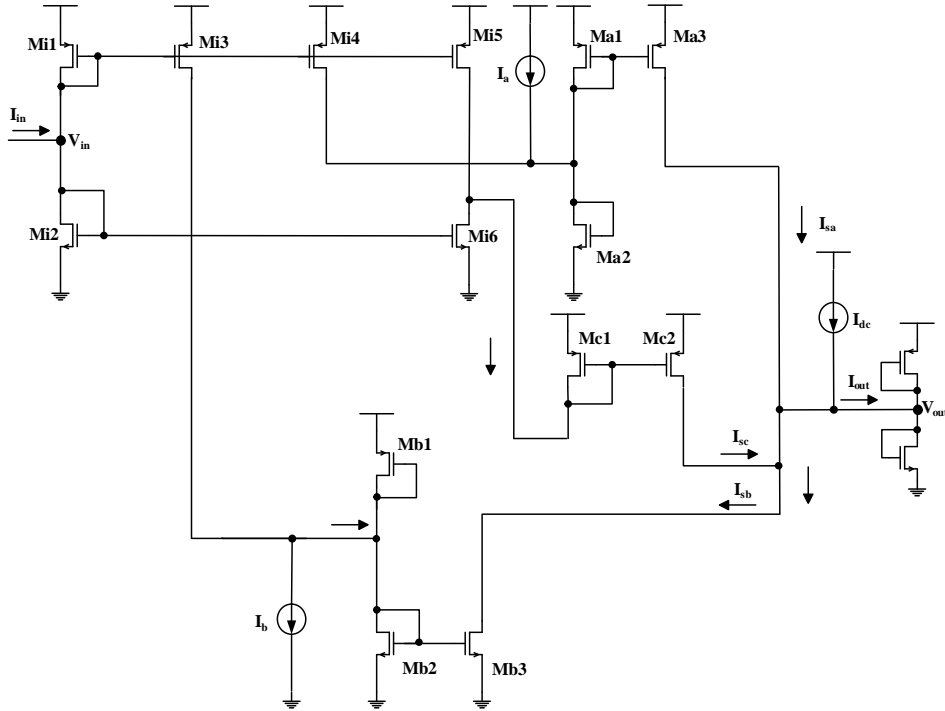 Mi1
Mi3
Mi4
Mi5
Ma1
Ma3
Ia
Iin
Vin
Mi2
Mi6
Ma2
Isa
Idc
Mc1
Mc2
Iout
Vout
Isc
Mb1
Isb
Ib
Mb2
Mb3